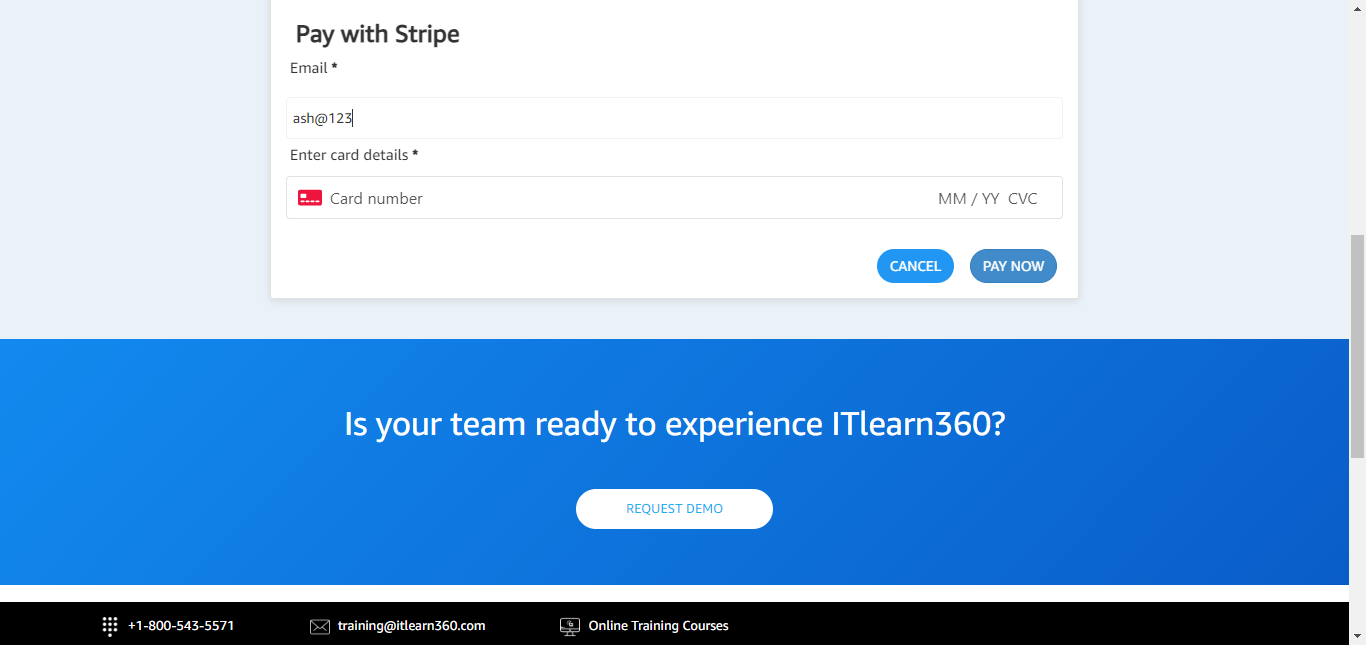 Pay with Stripe
Email *
ash@123
Enter card details *
Card number MM / YY CVC
CANCEL PAY NOW
Is your team ready to experience ITlearn360?
REQUEST DEMO
+1-800-543-5571 training@itlearn360.com Online Training Courses